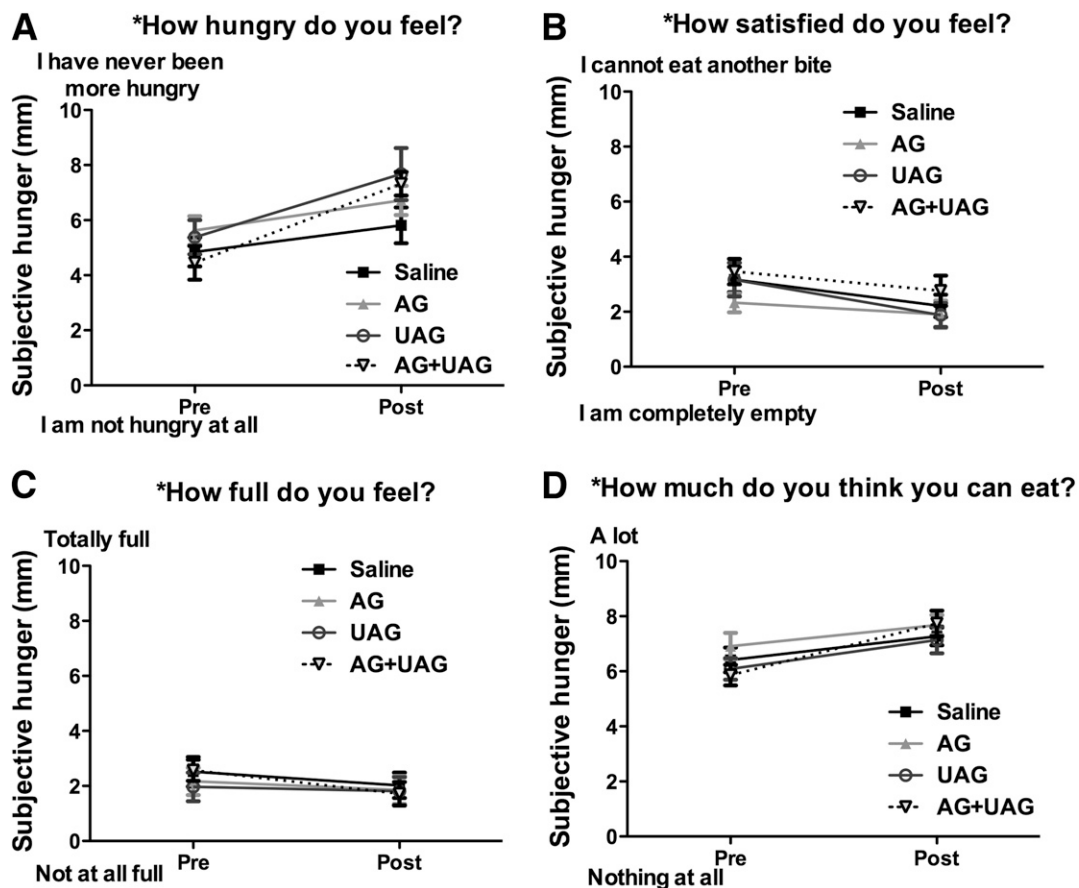 A
*How hungry do you feel?
I have never been
more hungry
Subjective hunger (mm)
10
8
6
4
2
0
Saline
AG
UAG
AG+UAG
Pre
Post
I am not hungry at all
B
*How satisfied do you feel?
I cannot eat another bite
Subjective hunger (mm)
10
8
6
4
2
0
Saline
AG
UAG
AG+UAG
Pre
Post
I am completely empty
C
*How full do you feel?
Totally full
Subjective hunger (mm)
10
8
6
4
2
0
Saline
AG
UAG
AG+UAG
Pre
Post
Not at all full
D
*How much do you think you can eat?
A lot
Subjective hunger (mm)
10
8
6
4
2
0
Saline
AG
UAG
AG+UAG
Pre
Post
Nothing at all